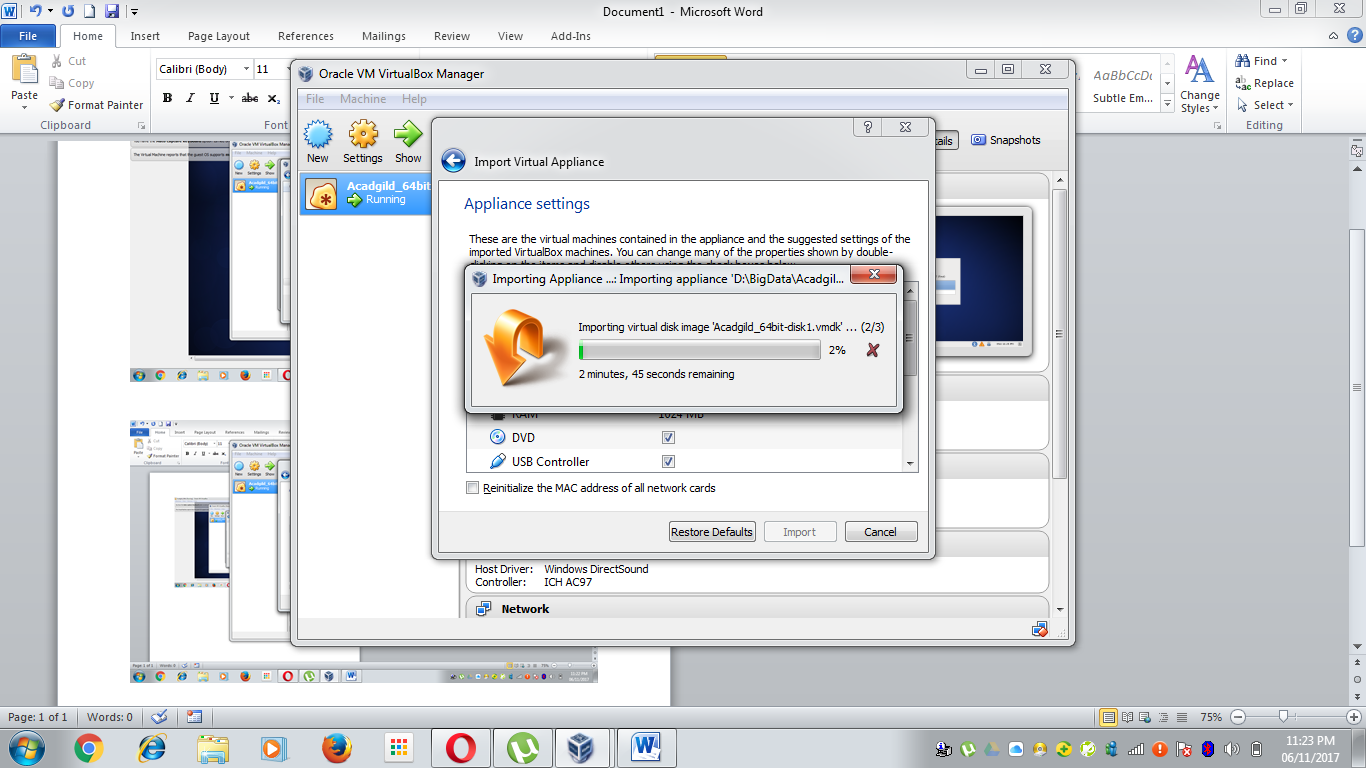 Document1 - Microsoft Word
File Home Insert Page Layout References Mailings Review View Add-Ins
Paste
Cut
Copy
Format Painter
Clipboard
Calibri (Body) 11
B I U abc x₂
Font
AaBbCcDc
Subtle Em...
Change
Styles
Find
Replace
Select
Editing
Oracle VM VirtualBox Manager
File Machine Help
New Settings Show
Snapshots
Acadgild_64bit
Running
Import Virtual Appliance
Appliance settings
These are the virtual machines contained in the appliance and the suggested settings of the
imported VirtualBox machines. You can change many of the properties shown by double-
Importing Appliance ...: Importing appliance 'D:\BigData\Acadgil...
Importing virtual disk image 'Acadgild_64bit-disk1.vmdk' ... (2/3)
2%
2 minutes, 45 seconds remaining
RAM 1024 MB
DVD
USB Controller
Reinitialize the MAC address of all network cards
Restore Defaults Import Cancel
Host Driver: Windows DirectSound
Controller: ICH AC97
Network
Page: 1 of 1 Words: 0 75%
11:23 PM
06/11/2017